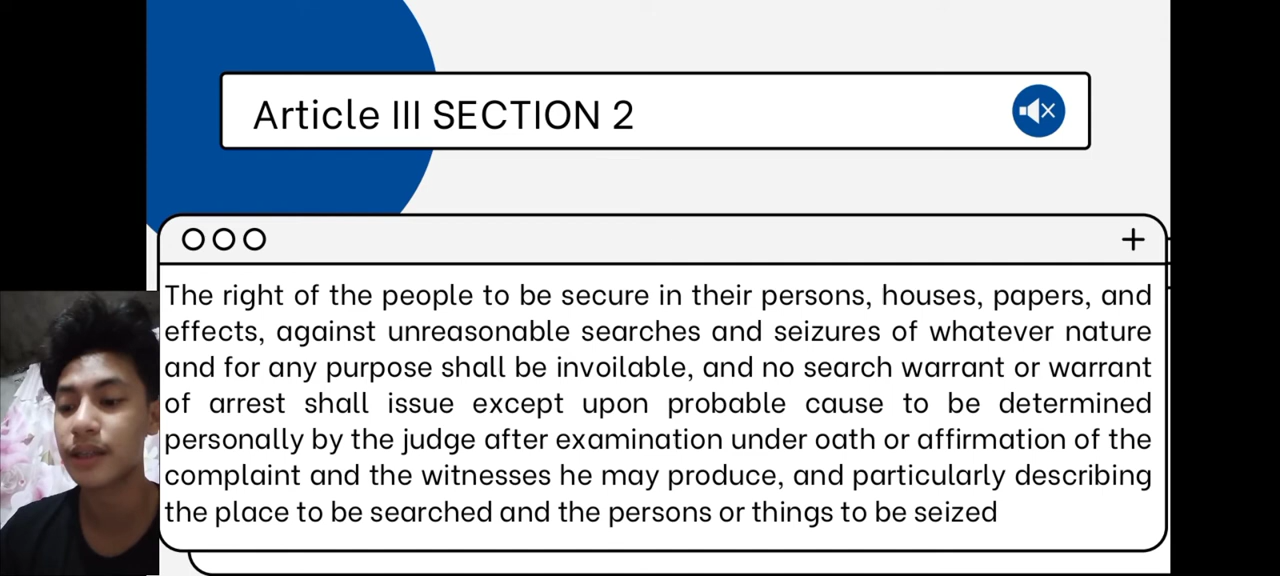 Article III SECTION 2
The right of the people to be secure in their persons, houses, papers, and
effects, against unreasonable searches and seizures of whatever nature
and for any purpose shall be invoilable, and no search warrant or warrant
of arrest shall issue except upon probable cause to be determined
personally by the judge after examination under oath or affirmation of the
complaint and the witnesses he may produce, and particularly describing
the place to be searched and the persons or things to be seized